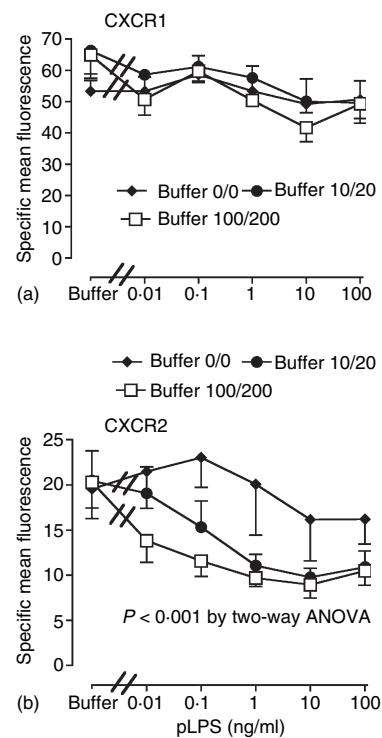 CXCR1
70
60
50
40
30
20
10
0
Specific mean fluorescence
Buffer 0/0 Buffer 10/20
Buffer 100/200
(a) Buffer 0·01 0·1 1 10 100
Buffer 0/0 Buffer 10/20
Buffer 100/200
CXCR2
25
20
15
10
5
0
Specific mean fluorescence
P < 0·001 by two-way ANOVA
(b) Buffer 0·01 0·1 1 10 100
pLPS (ng/ml)